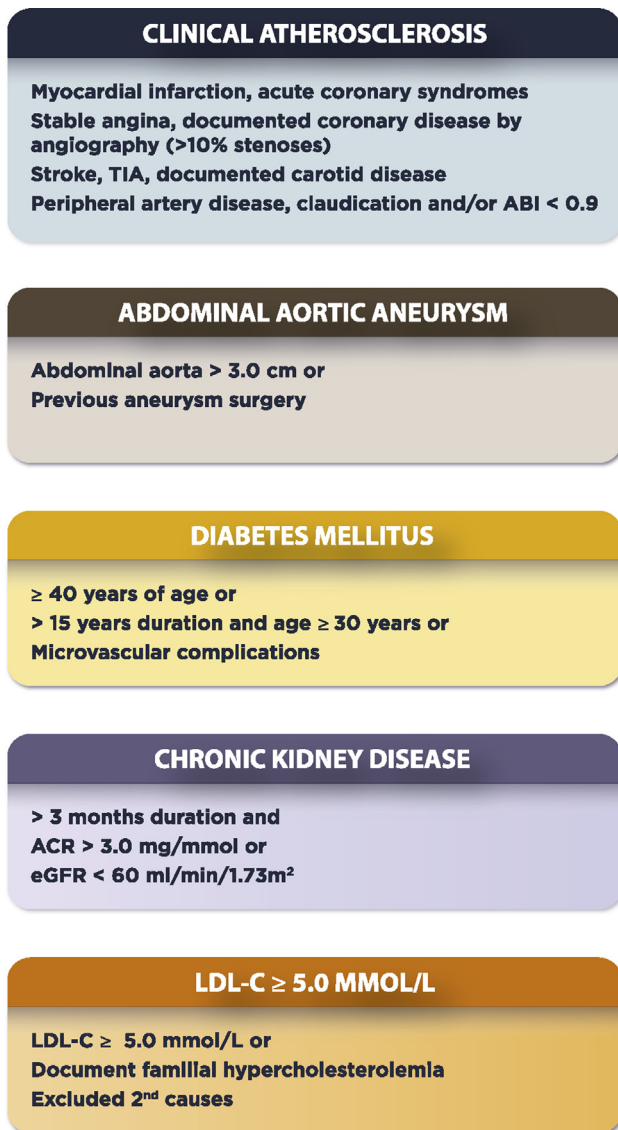 CLINICAL ATHEROSCLEROSIS
Myocardial infarction, acute coronary syndromes
Stable angina, documented coronary disease by
angiography (>10% stenoses)
Stroke, TIA, documented carotid disease
Peripheral artery disease, claudication and/or ABI < 0.9
ABDOMINAL AORTIC ANEURYSM
Abdominal aorta > 3.0 cm or
Previous aneurysm surgery
DIABETES MELLITUS
≥ 40 years of age or
> 15 years duration and age ≥ 30 years or
Microvascular complications
CHRONIC KIDNEY DISEASE
> 3 months duration and
ACR > 3.0 mg/mmol or
eGFR < 60 ml/min/1.73m²
LDL-C ≥ 5.0 MMOL/L
LDL-C ≥ 5.0 mmol/L or
Document familial hypercholesterolemia
Excluded 2ⁿᵈ causes